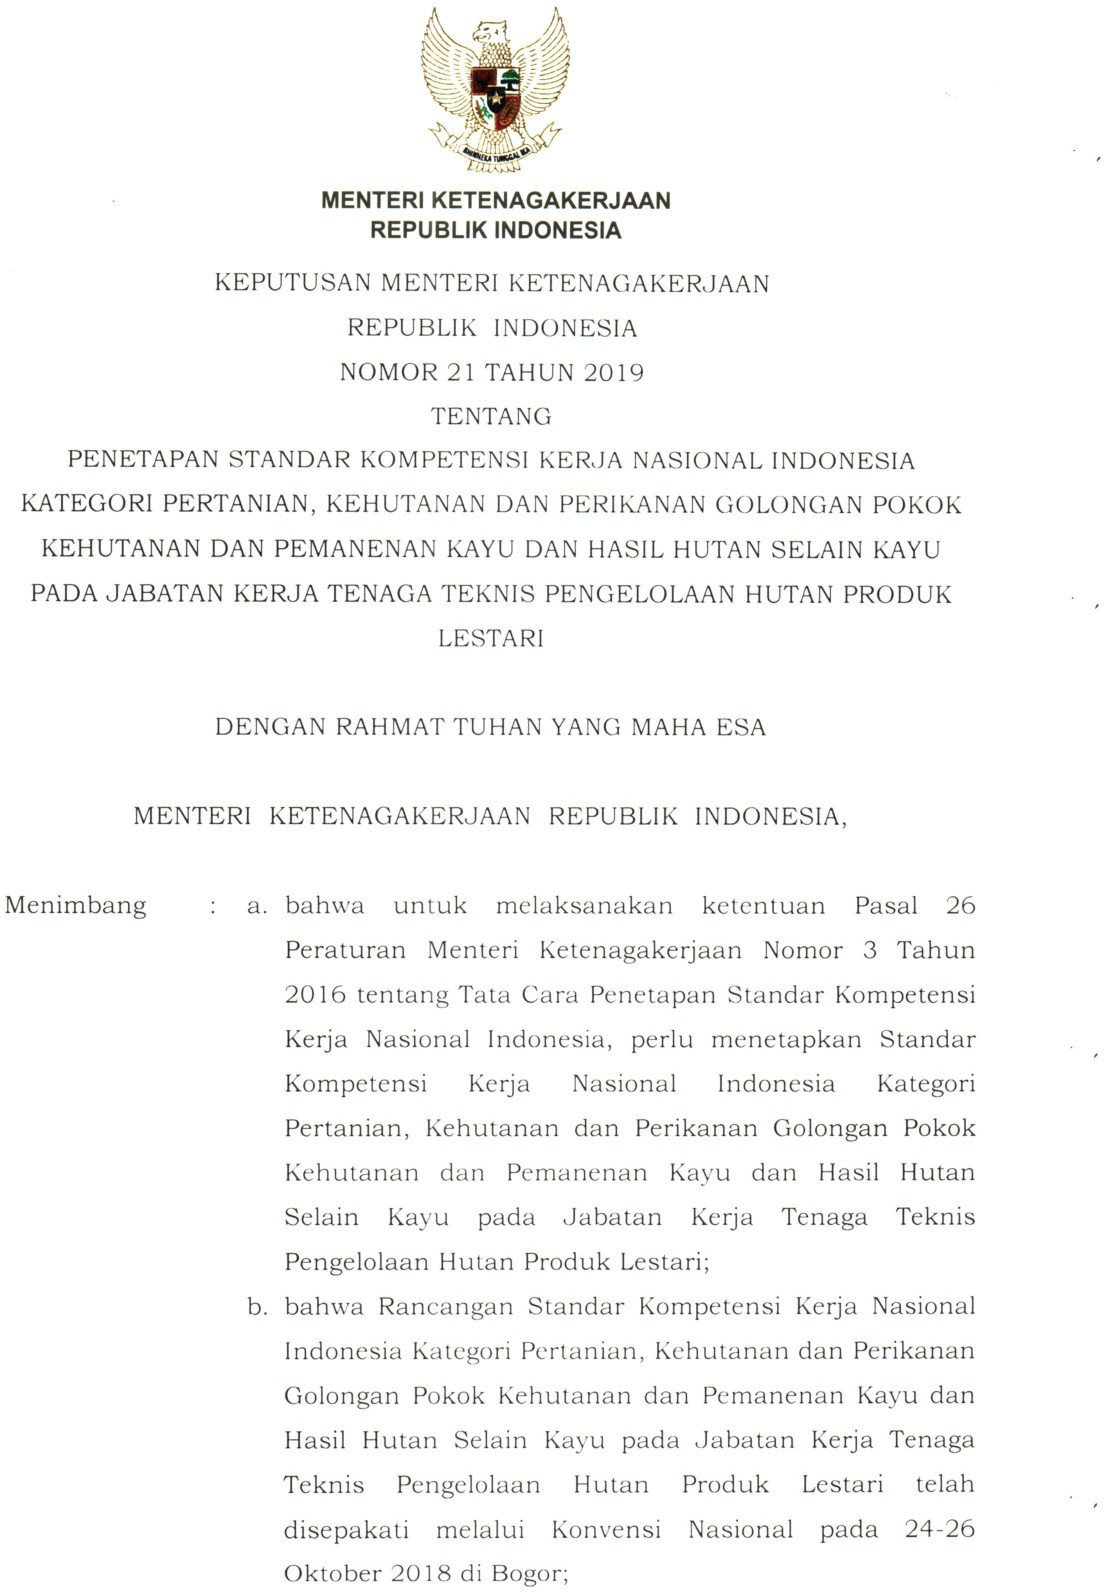 BHINNEKA TUNGGAL IKA
MENTERI KETENAGAKERJAAN
REPUBLIK INDONESIA
KEPUTUSAN MENTERI KETENAGAKERJAAN
REPUBLIK INDONESIA
NOMOR 21 TAHUN 2019
TENTANG
PENETAPAN STANDAR KOMPETENSI KERJA NASIONAL INDONESIA
KATEGORI PERTANIAN, KEHUTANAN DAN PERIKANAN GOLONGAN POKOK
KEHUTANAN DAN PEMANENAN KAYU DAN HASIL HUTAN SELAIN KAYU
PADA JABATAN KERJA TENAGA TEKNIS PENGELOLAAN HUTAN PRODUK
LESTARI
DENGAN RAHMAT TUHAN YANG MAHA ESA
MENTERI KETENAGAKERJAAN REPUBLIK INDONESIA,
Menimbang : a. bahwa untuk melaksanakan ketentuan Pasal 26
Peraturan Menteri Ketenagakerjaan Nomor 3 Tahun
2016 tentang Tata Cara Penetapan Standar Kompetensi
Kerja Nasional Indonesia, perlu menetapkan Standar
Kompetensi Kerja Nasional Indonesia Kategori
Pertanian, Kehutanan dan Perikanan Golongan Pokok
Kehutanan dan Pemanenan Kayu dan Hasil Hutan
Selain Kayu pada Jabatan Kerja Tenaga Teknis
Pengelolaan Hutan Produk Lestari;
b. bahwa Rancangan Standar Kompetensi Kerja Nasional
Indonesia Kategori Pertanian, Kehutanan dan Perikanan
Golongan Pokok Kehutanan dan Pemanenan Kayu dan
Hasil Hutan Selain Kayu pada Jabatan Kerja Tenaga
Teknis Pengelolaan Hutan Produk Lestari telah
disepakati melalui Konvensi Nasional pada 24-26
Oktober 2018 di Bogor;